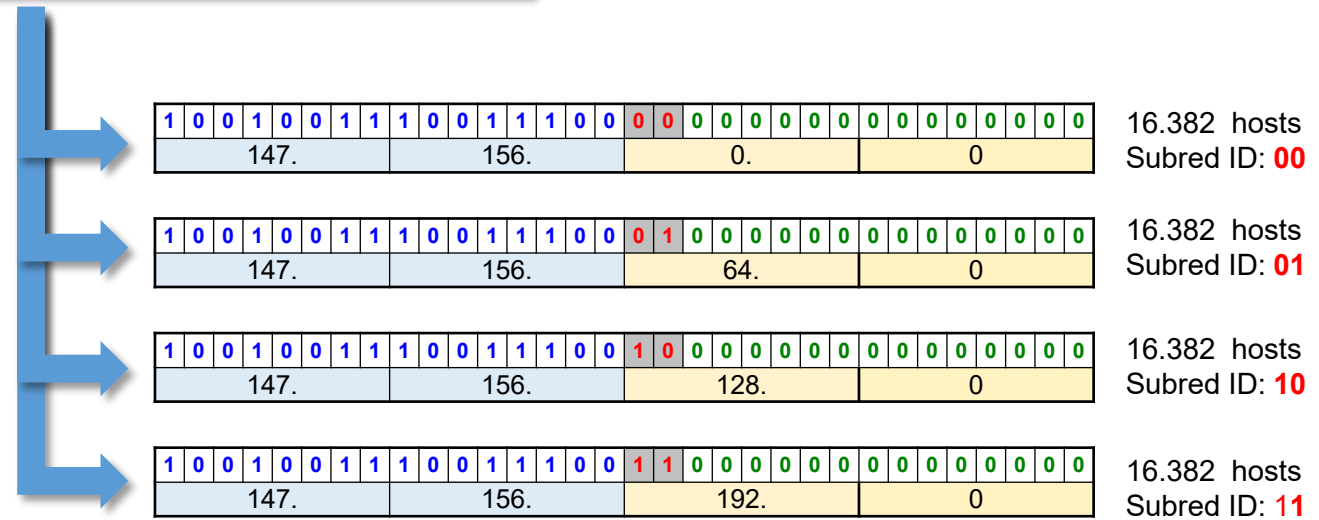 1 0 0 1 0 0 1 1 1 0 0 1 1 1 0 0 0 0 0 0 0 0 0 0 0 0 0 0 0 0 0 0
147. 156. 0. 0
16.382 hosts
Subred ID: 00
1 0 0 1 0 0 1 1 1 0 0 1 1 1 0 0 0 1 0 0 0 0 0 0 0 0 0 0 0 0 0 0
147. 156. 64. 0
16.382 hosts
Subred ID: 01
1 0 0 1 0 0 1 1 1 0 0 1 1 1 0 0 1 0 0 0 0 0 0 0 0 0 0 0 0 0 0 0
147. 156. 128. 0
16.382 hosts
Subred ID: 10
1 0 0 1 0 0 1 1 1 0 0 1 1 1 0 0 1 1 0 0 0 0 0 0 0 0 0 0 0 0 0 0
147. 156. 192. 0
16.382 hosts
Subred ID: 11